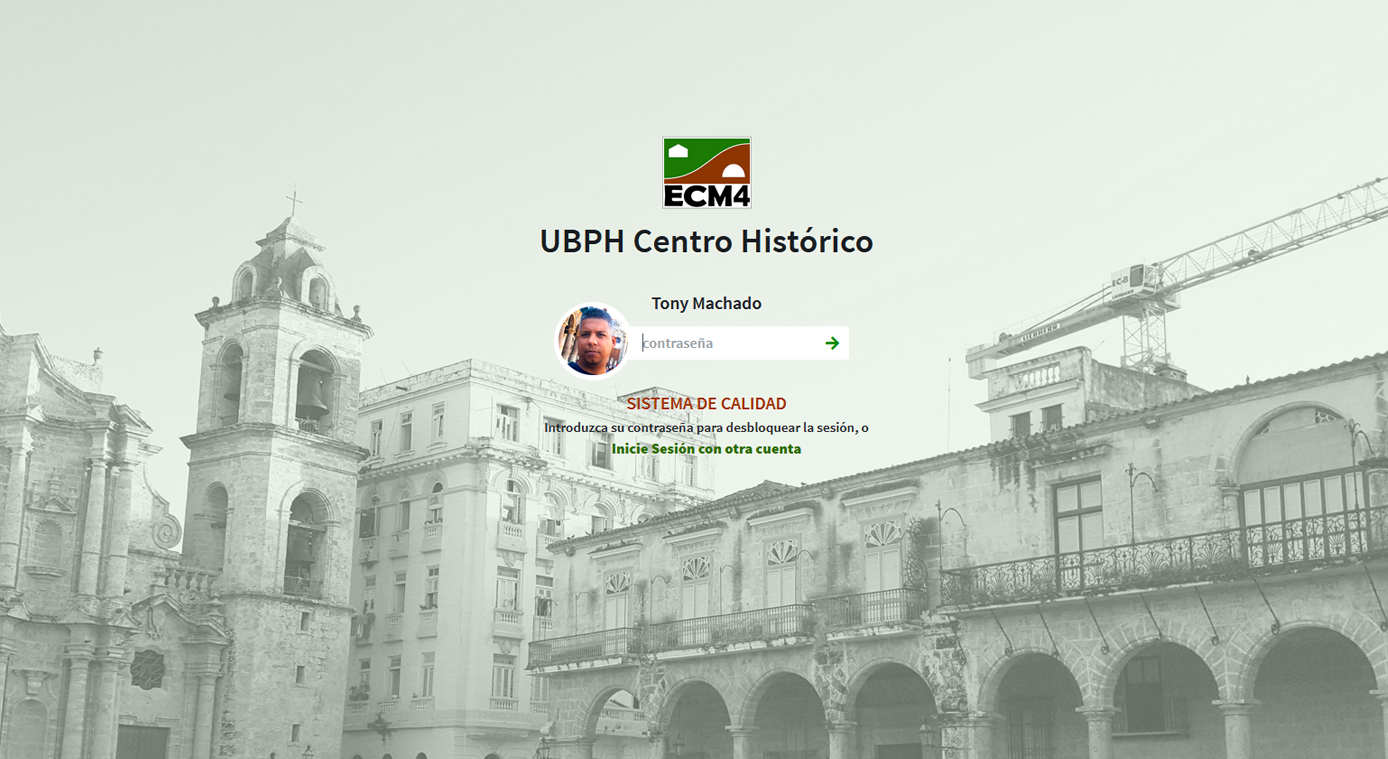 ECM4
UBPH Centro Histórico
Tony Machado
contraseña
SISTEMA DE CALIDAD
Introduzca su contraseña para desbloquear la sesión, o
Inicie Sesión con otra cuenta
EC-B
LIEBHERR